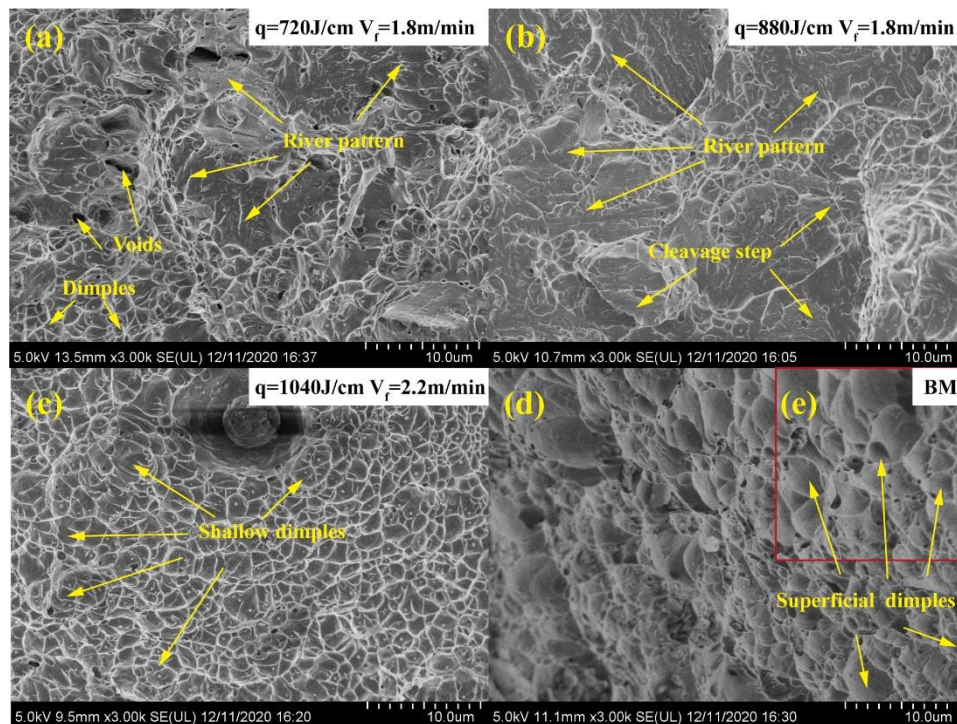 (a)
q=720J/cm Vf=1.8m/min
River pattern
Voids
Dimples
5.0kV 13.5mm x3.00k SE(UL) 12/11/2020 16:37
10.0um
(b)
q=880J/cm Vf=1.8m/min
River pattern
Cleavage step
5.0kV 10.7mm x3.00k SE(UL) 12/11/2020 16:05
10.0um
(c)
q=1040J/cm Vf=2.2m/min
Shallow dimples
5.0kV 9.5mm x3.00k SE(UL) 12/11/2020 16:20
10.0um
(d)
(e)
BM
Superficial dimples
5.0kV 11.1mm x3.00k SE(UL) 12/11/2020 16:30
10.0um